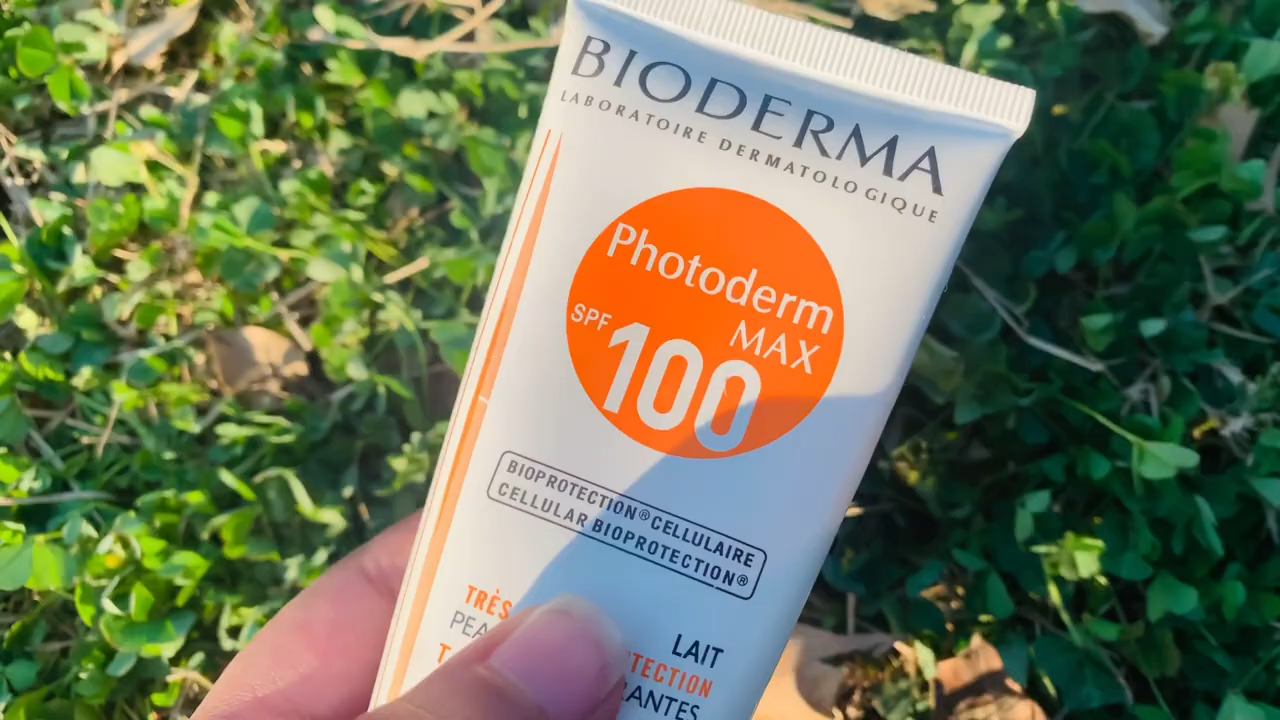 BIODERMA
LABORATOIRE DERMATOLOGIQUE
Photoderm
MAX
SPF 100
BIOPROTECTION® CELLULAIRE
CELLULAR BIOPROTECTION®
TRÈS
LAIT